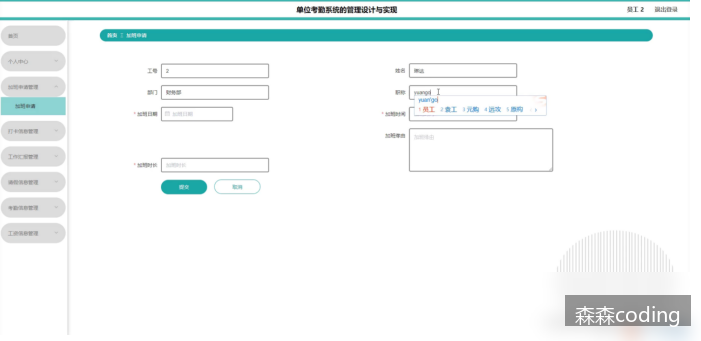 单位考勤系统的管理设计与实现
员工 2 退出登录
首页
个人中心
加班申请管理
加班申请
打卡信息管理
工作汇报管理
请假信息管理
考勤信息管理
工资信息管理
首页 加班申请
工号 2
姓名
部门 财务部
职称 yuango
yuan'go
1 员工 2 袁工 3 元购 4 远攻 5 源购
* 加班日期 加班日期
* 加班时间
加班事由 加班事由
* 加班时长 加班时长
提交 取消
森森coding